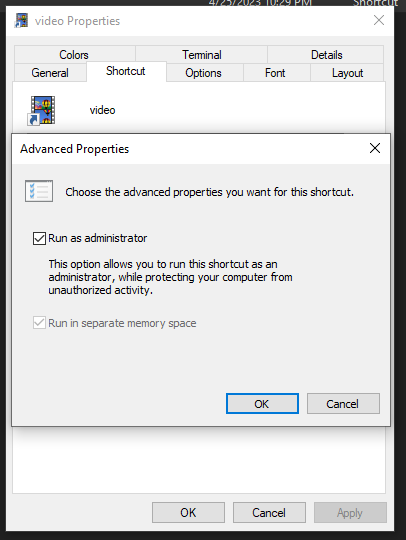 4/25/2023 10:29 PM Shortcut
video Properties
Colors Terminal Details
General Shortcut Options Font Layout
video
Advanced Properties
Choose the advanced properties you want for this shortcut.
Run as administrator
This option allows you to run this shortcut as an
administrator, while protecting your computer from
unauthorized activity.
Run in separate memory space
OK Cancel
OK Cancel Apply